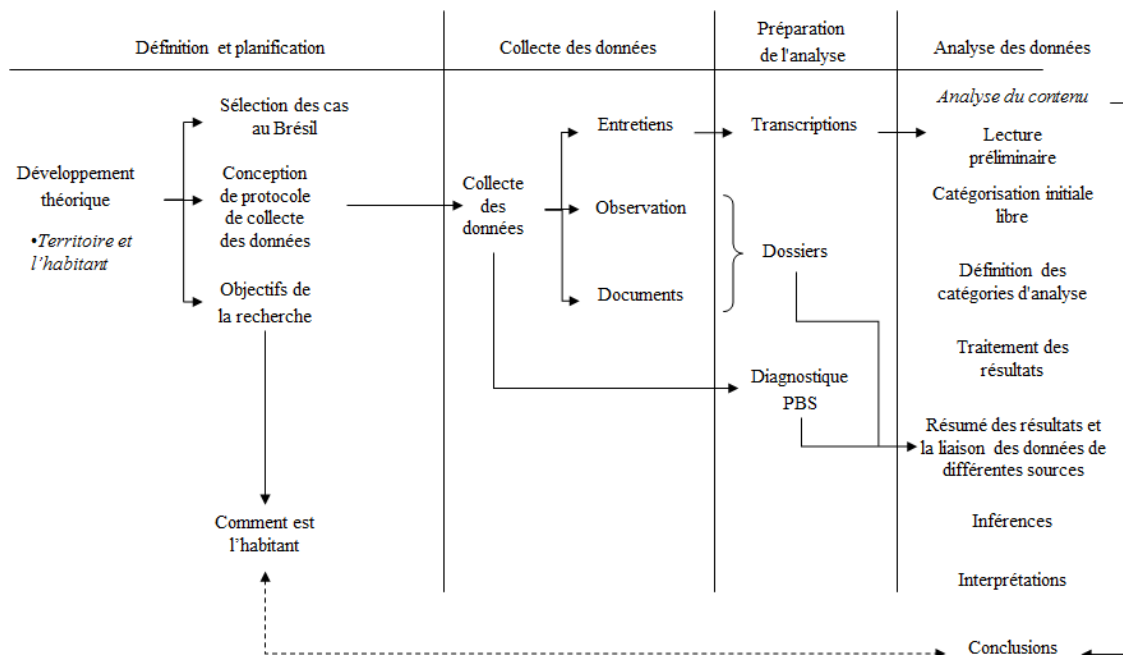 Définition et planification
Collecte des données
Préparation
de l'analyse
Analyse des données
Sélection des cas
au Brésil
Développement
théorique
•Territoire et
l’habitant
Conception
de protocole
de collecte
des données
Objectifs de
la recherche
Comment est
l’habitant
Collecte
des
données
Entretiens
Observation
Documents
Transcriptions
Dossiers
Diagnostique
PBS
Analyse du contenu
Lecture
préliminaire
Catégorisation initiale
libre
Définition des
catégories d'analyse
Traitement des
résultats
Résumé des résultats et
la liaison des données de
différentes sources
Inférences
Interprétations
Conclusions